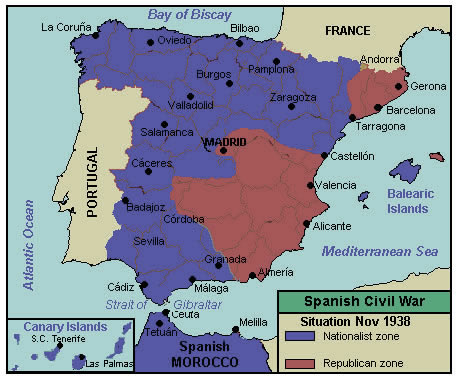 Bay of Biscay
FRANCE
La Coruña
Oviedo
Bilbao
Andorra
Burgos
Pamplona
Gerona
Valladolid
Zaragoza
Barcelona
Salamanca
Tarragona
MADRID
Castellón
PORTUGAL
Cáceres
Valencia
Balearic
Islands
Badajoz
Córdoba
Alicante
Atlantic Ocean
Sevilla
Mediterranean Sea
Granada
Almería
Cádiz
Málaga
Strait of Gibraltar
Ceuta
Tetuán
Melilla
Spanish
MOROCCO
Canary Islands
S.C. Tenerife
Las Palmas
Spanish Civil War
Situation Nov 1938
Nationalist zone
Republican zone